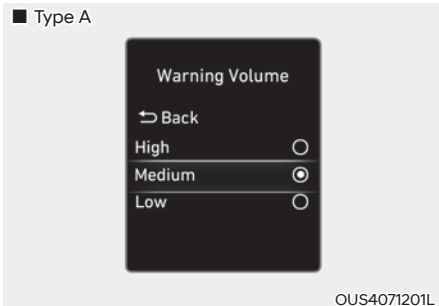 ■ Type A
Warning Volume
Back
High
Medium
Low
OUS4071201L